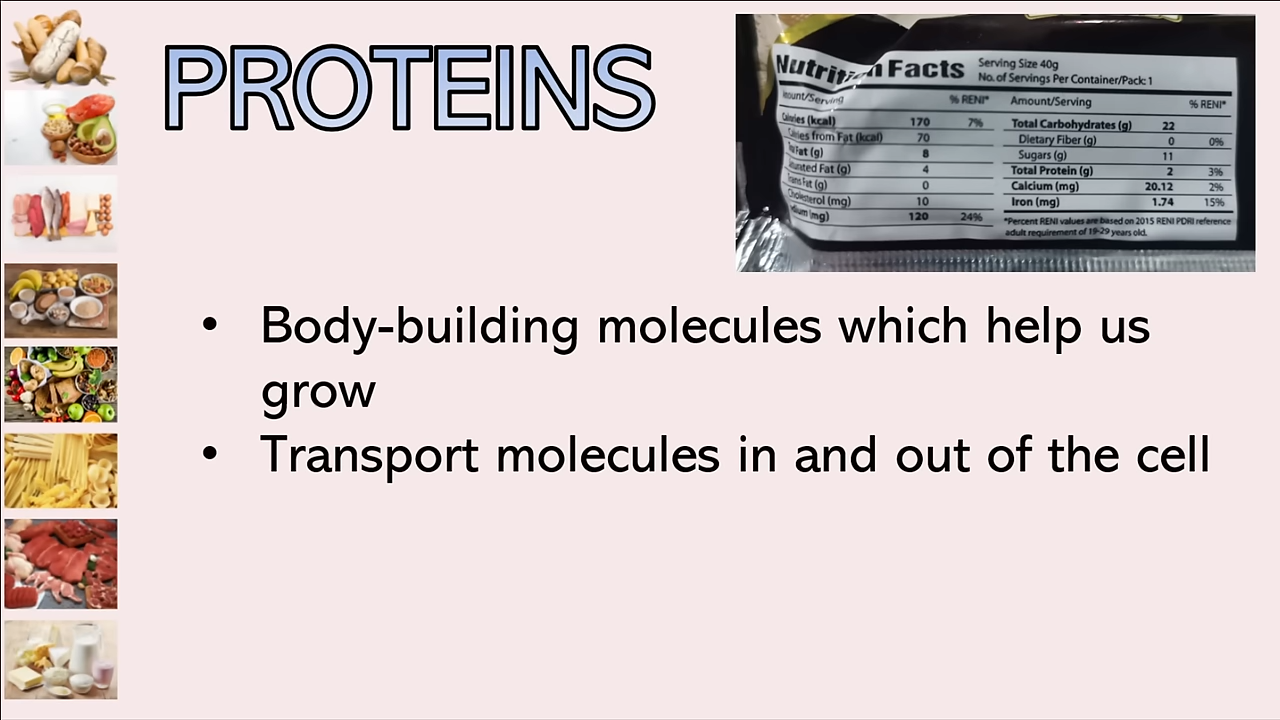 PROTEINS
Nutrition Facts
Serving Size 40g
No. of Servings Per Container/Pack: 1
Amount/Serving % RENI*
Calories (kcal) 170 7%
Calories from Fat (kcal) 70
Fat (g) 8
Saturated Fat (g) 4
Trans Fat (g) 0
Cholesterol (mg) 10
Sodium (mg) 120 24%
Amount/Serving % RENI*
Total Carbohydrates (g) 22
Dietary Fiber (g) 0 0%
Sugars (g) 11
Total Protein (g) 2 3%
Calcium (mg) 20.12 2%
Iron (mg) 1.74 15%
*Percent RENI values are based on 2015 RENI PDRI reference
adult requirement of 19-29 years old.
• Body-building molecules which help us
grow
• Transport molecules in and out of the cell